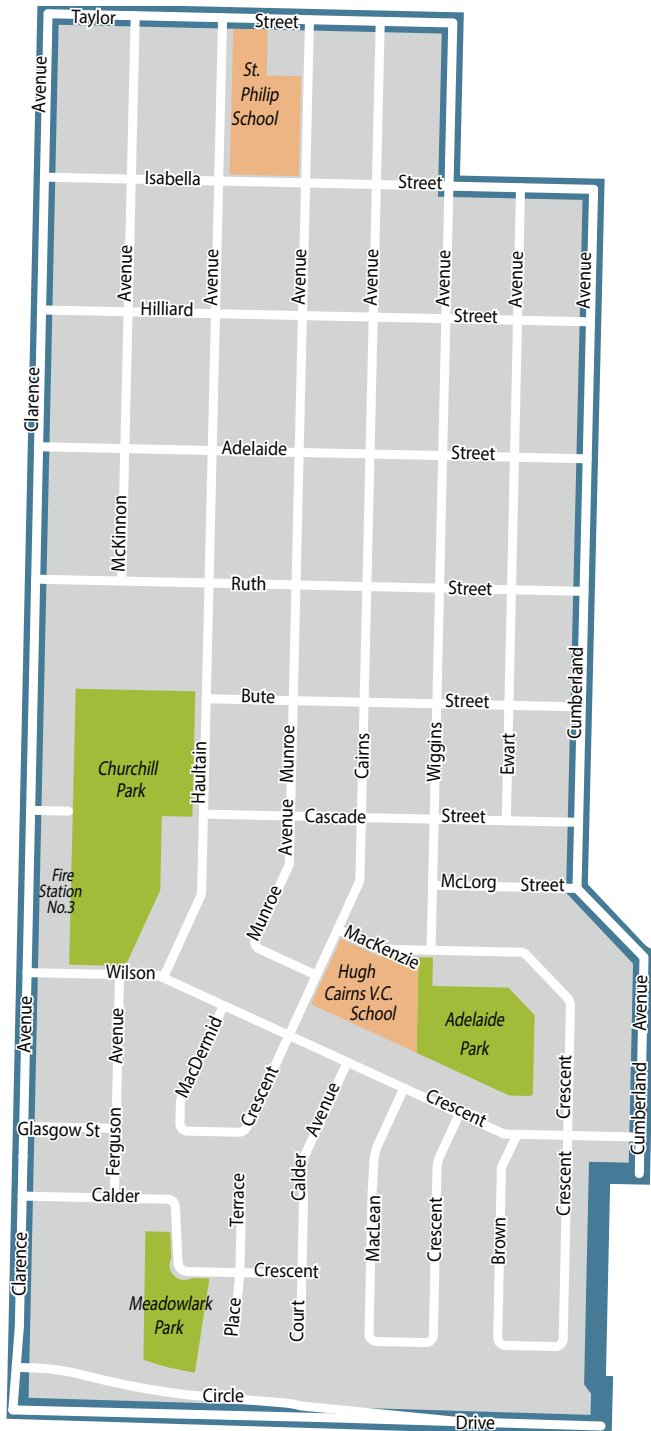 Taylor Street
Avenue
St.
Philip
School
Isabella Street
Avenue
Avenue
Avenue
Avenue
Avenue
Avenue
Avenue
Hilliard Street
Clarence
Adelaide Street
McKinnon
Ruth Street
Bute Street
Cumberland
Haultain
Munroe
Cairns
Wiggins
Ewart
Churchill
Park
Avenue
Cascade Street
Fire
Station
No.3
McLorg Street
Munroe
MacKenzie
Wilson
Hugh
Cairns V.C.
School
Adelaide
Park
Avenue
Avenue
Avenue
MacDermid
Crescent
Avenue
Crescent
Crescent
Cumberland
Glasgow St
Ferguson
Calder
Terrace
Calder
MacLean
Crescent
Brown
Crescent
Clarence
Crescent
Meadowlark
Park
Place
Court
Circle
Drive